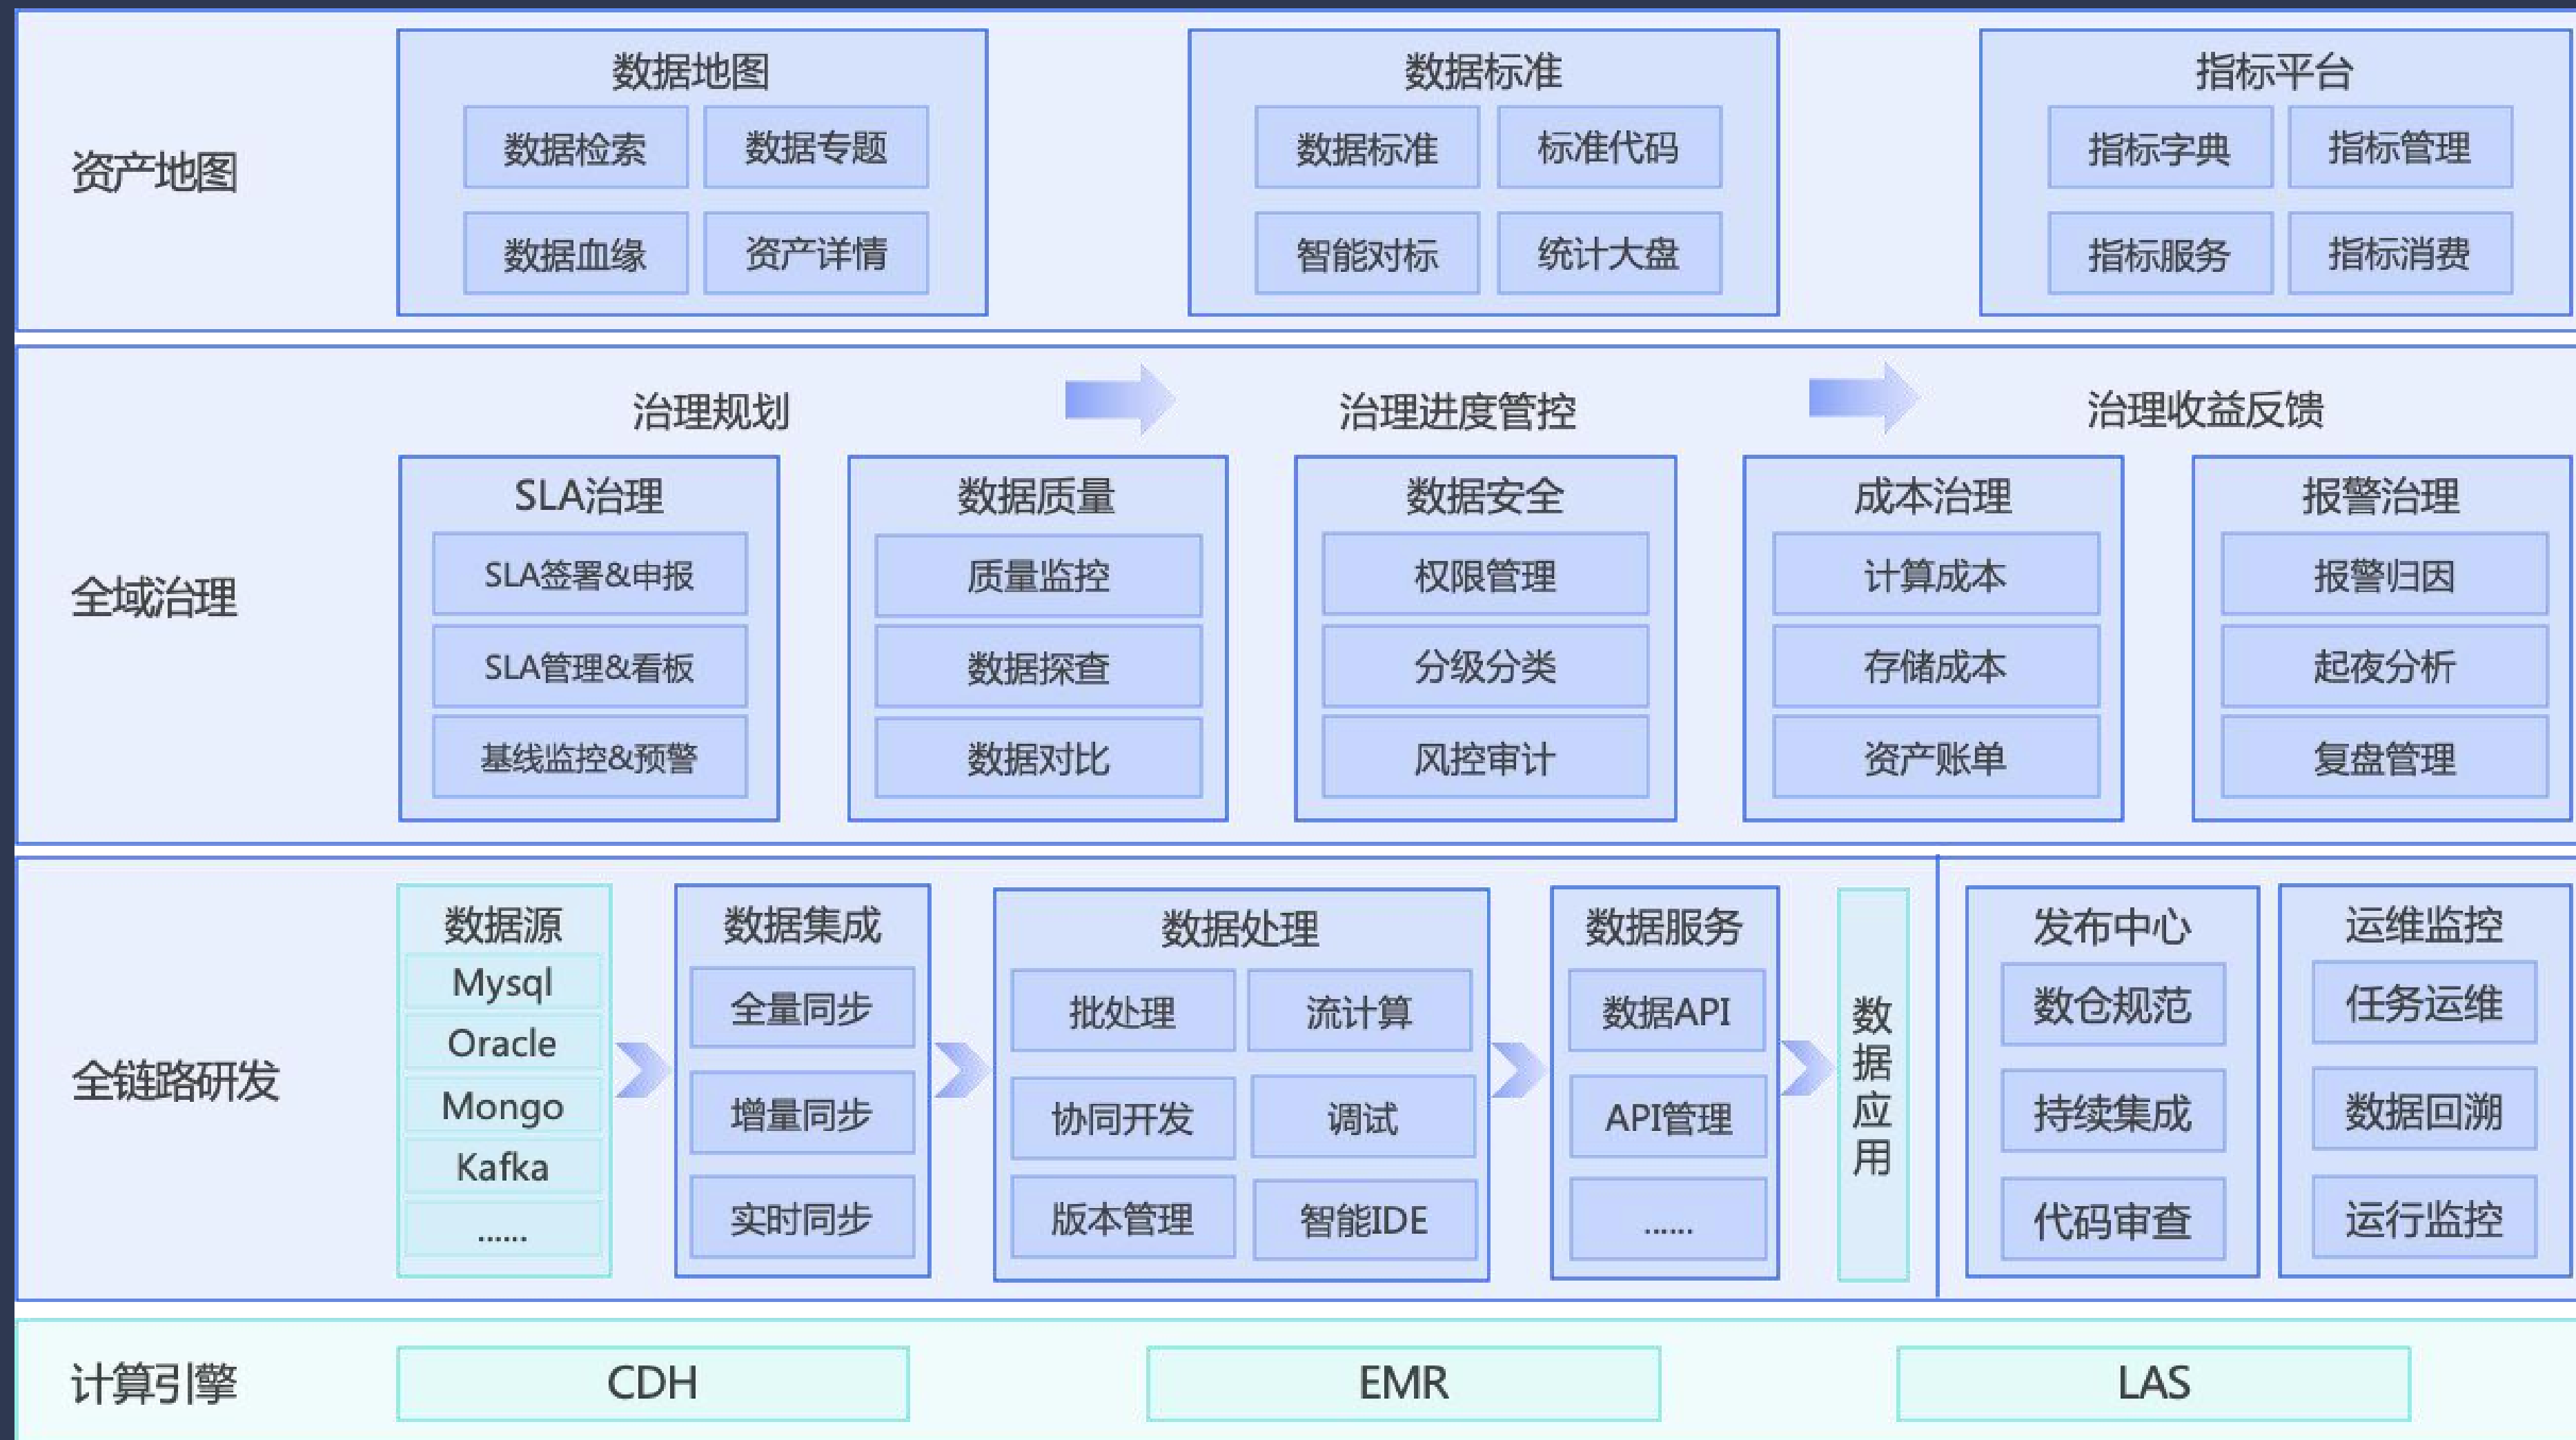 资产地图
数据地图
数据检索
数据专题
数据血缘
资产详情
数据标准
数据标准
标准代码
智能对标
统计大盘
指标平台
指标字典
指标管理
指标服务
指标消费
全域治理
治理规划
治理进度管控
治理收益反馈
SLA治理
SLA签署&申报
SLA管理&看板
基线监控&预警
数据质量
质量监控
数据探查
数据对比
数据安全
权限管理
分级分类
风控审计
成本治理
计算成本
存储成本
资产账单
报警治理
报警归因
起夜分析
复盘管理
全链路研发
数据源
Mysql
Oracle
Mongo
Kafka
......
数据集成
全量同步
增量同步
实时同步
数据处理
批处理
流计算
协同开发
调试
版本管理
智能IDE
数据服务
数据API
API管理
......
数据应用
发布中心
数仓规范
持续集成
代码审查
运维监控
任务运维
数据回溯
运行监控
计算引擎
CDH
EMR
LAS